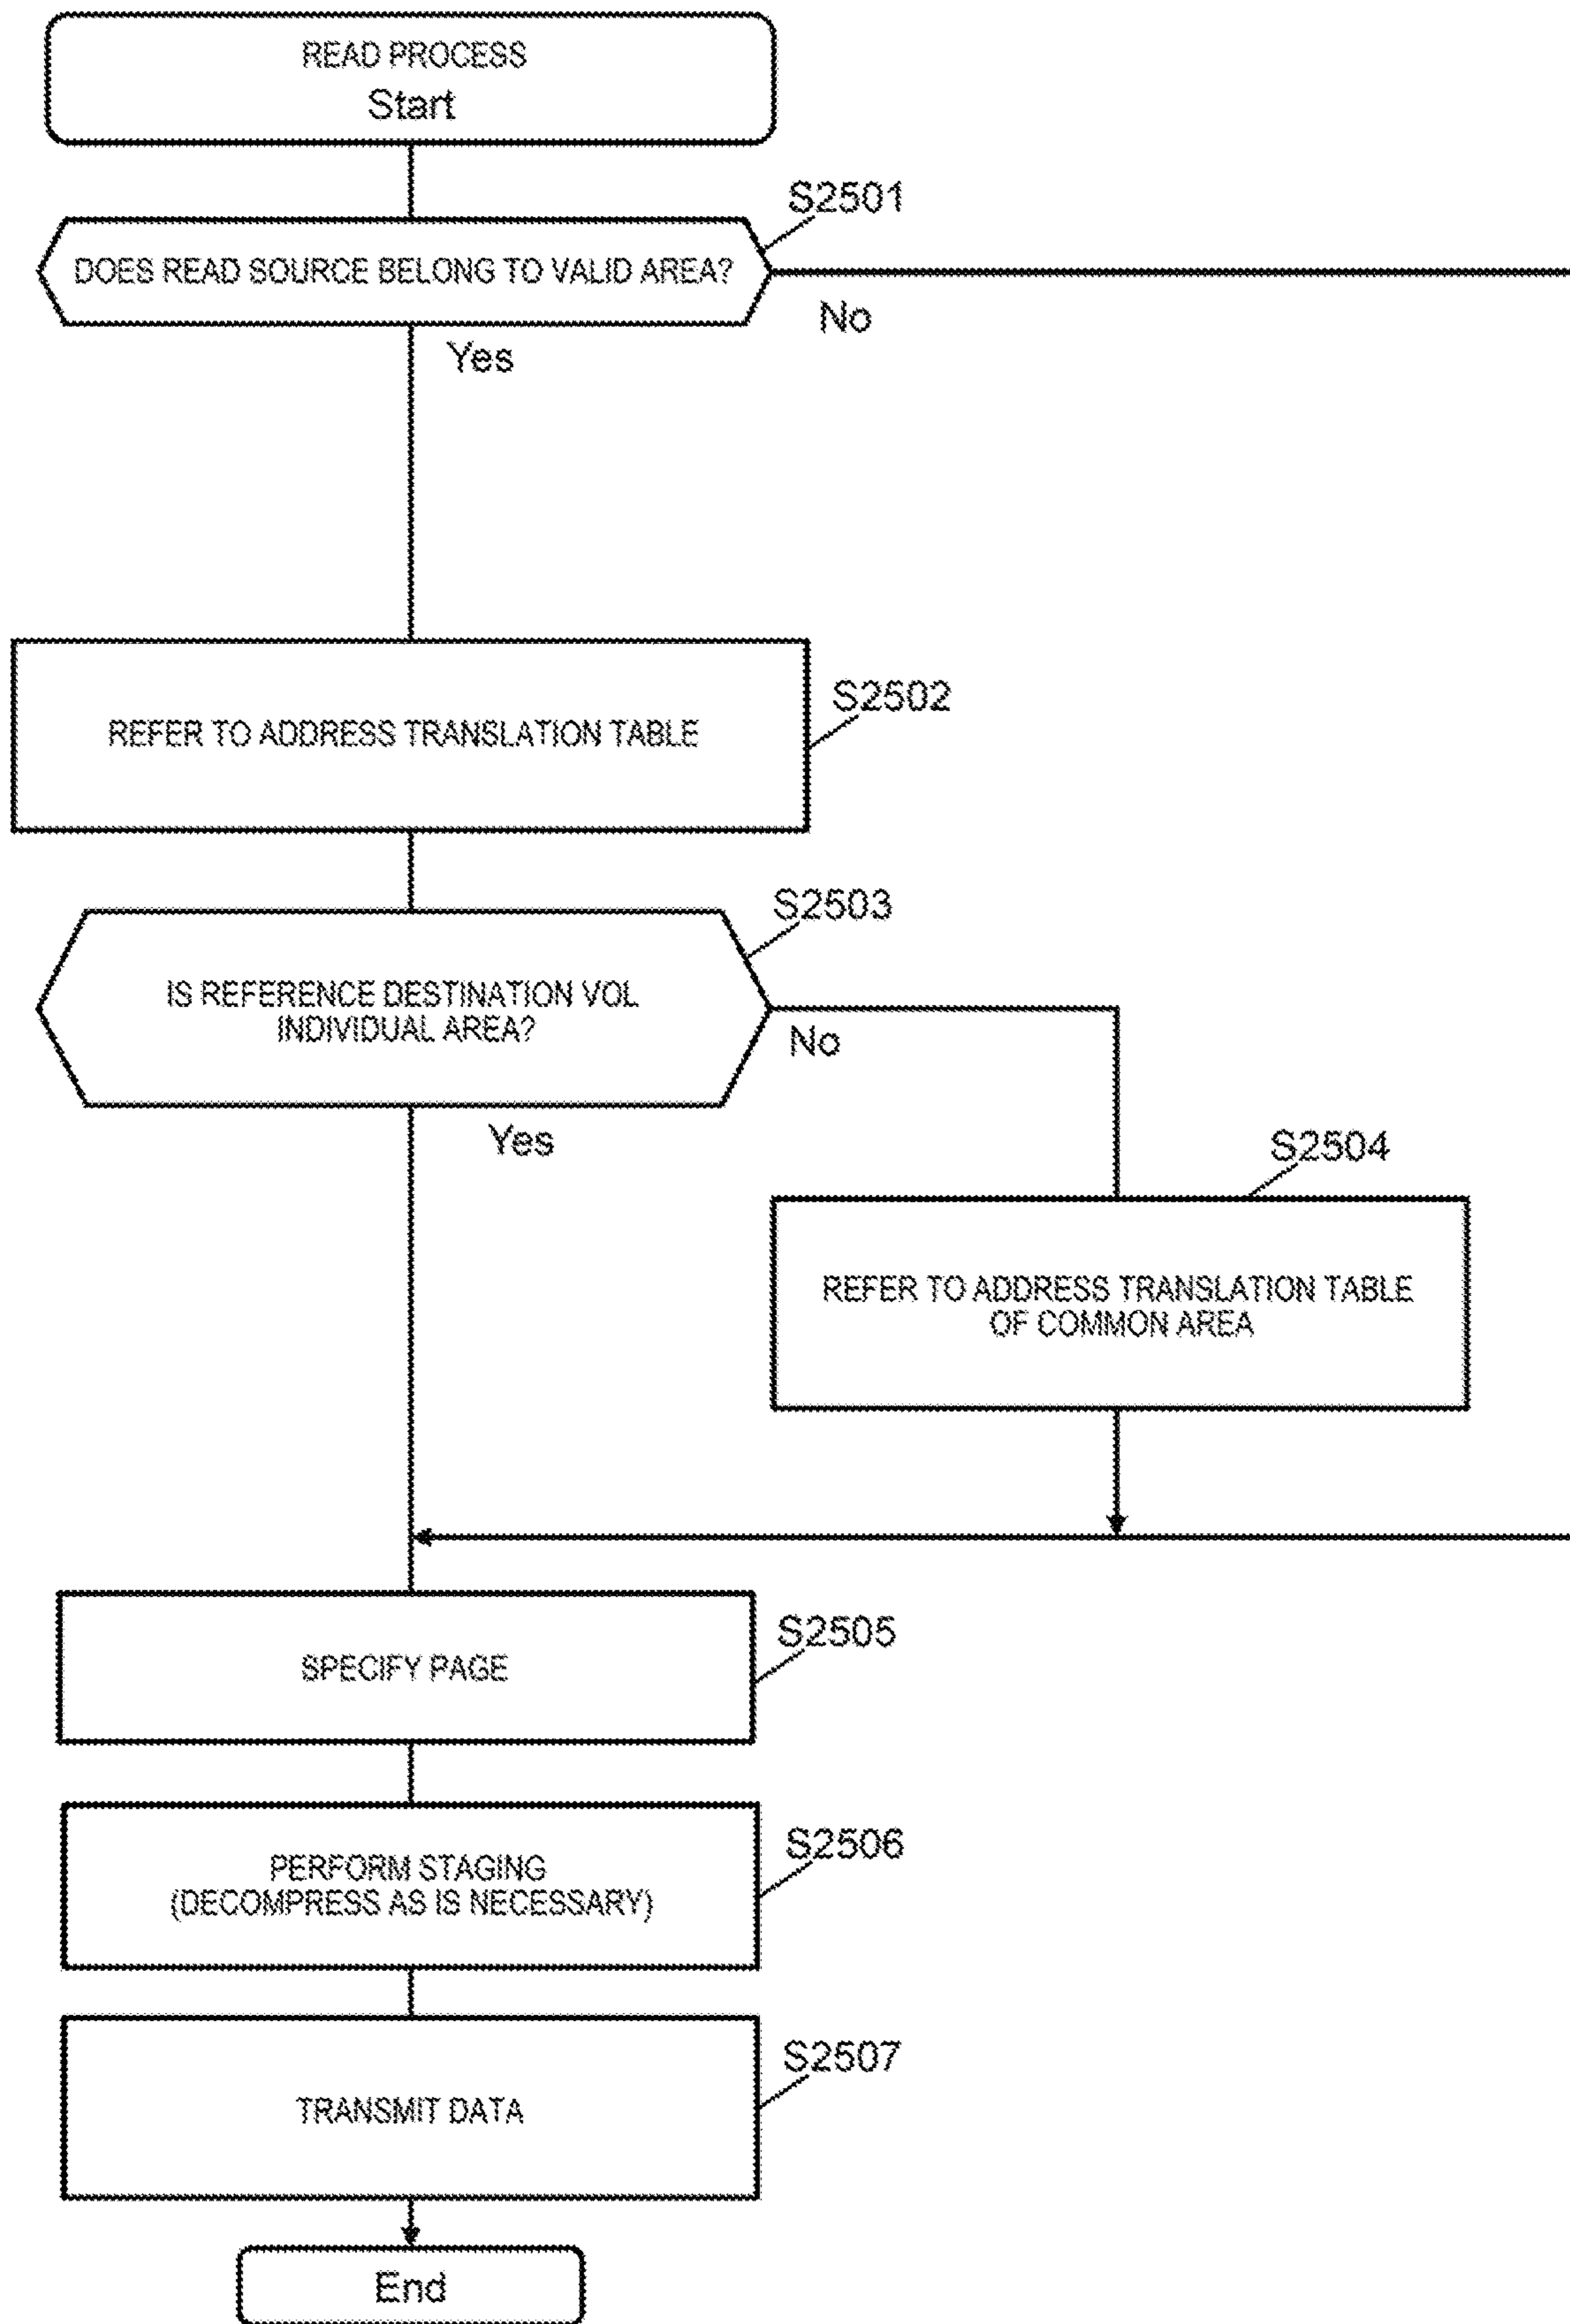 READ PROCESS
Start
S2501
DOES READ SOURCE BELONG TO VALID AREA?
No
Yes
S2502
REFER TO ADDRESS TRANSLATION TABLE
S2503
IS REFERENCE DESTINATION VOL
INDIVIDUAL AREA?
No
Yes
S2504
REFER TO ADDRESS TRANSLATION TABLE
OF COMMON AREA
S2505
SPECIFY PAGE
S2506
PERFORM STAGING
(DECOMPRESS AS IS NECESSARY)
S2507
TRANSMIT DATA
End